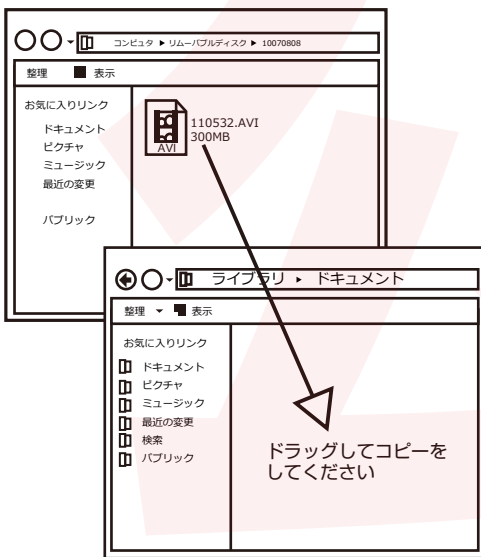 コンピュタ ▶ リムーバブルディスク ▶ 10070808
整理 表示
お気に入りリンク
ドキュメント
ピクチャ
ミュージック
最近の変更
パブリック
110532.AVI
300MB
AVI
ライブラリ ▶ ドキュメント
整理 表示
お気に入りリンク
ドキュメント
ピクチャ
ミュージック
最近の変更
検索
パブリック
ドラッグしてコピーを
してください